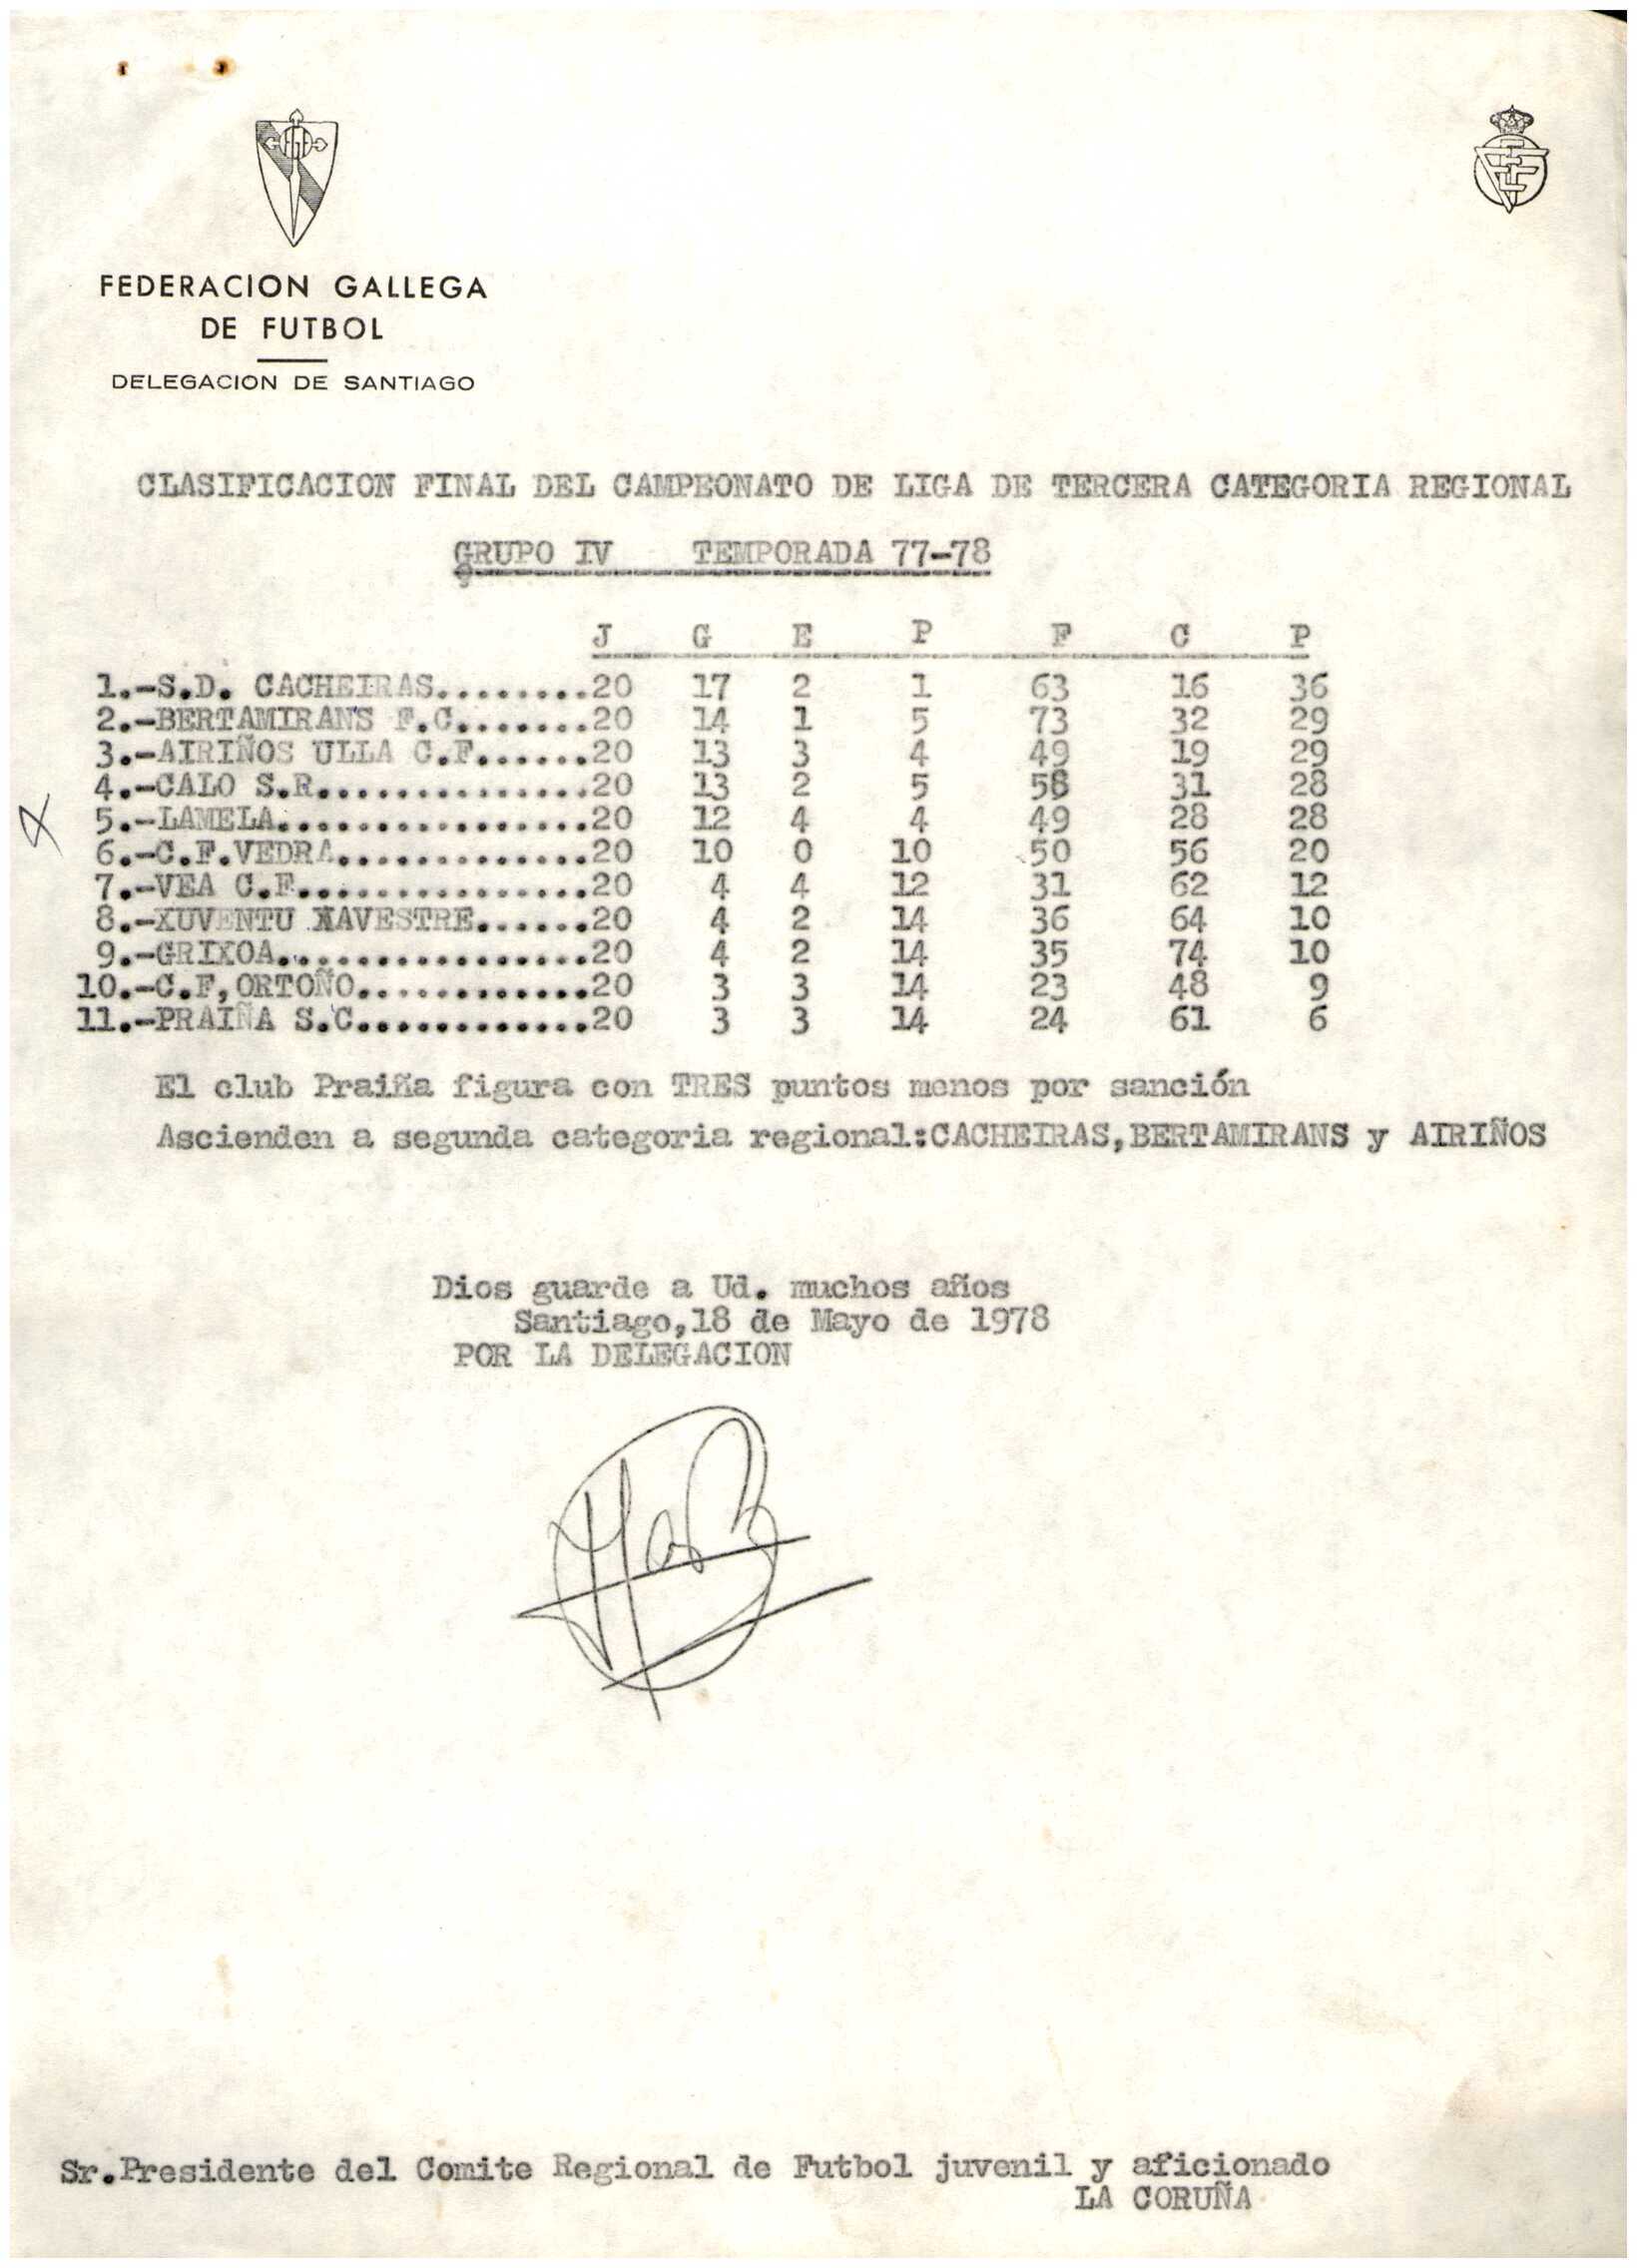 FEDERACION GALLEGA
DE FUTBOL
DELEGACION DE SANTIAGO
CLASIFICACION FINAL DEL CAMPEONATO DE LIGA DE TERCERA CATEGORIA REGIONAL
GRUPO IV TEMPORADA 77-78
J G E P F C P
1.-S.D. CACHEIRAS........20 17 2 1 63 16 36
2.-BERTAMIRANS F.C.......20 14 1 5 73 32 29
3.-AIRIÑOS ULLA C.F......20 13 3 4 49 19 29
4.-CALO S.R..............20 13 2 5 58 31 28
5.-LAMELA................20 12 4 4 49 28 28
6.-C.F.VEDRA.............20 10 0 10 50 56 20
7.-VEA C.F...............20 4 4 12 31 62 12
8.-XUVENTU XAVESTRE......20 4 2 14 36 64 10
9.-GRIXOA................20 4 2 14 35 74 10
10.-C.F,ORTOÑO............20 3 3 14 23 48 9
11.-PRAIÑA S.C............20 3 3 14 24 61 6
El club Praiña figura con TRES puntos menos por sanción
Ascienden a segunda categoria regional:CACHEIRAS,BERTAMIRANS y AIRIÑOS
Dios guarde a Ud. muchos años
Santiago,18 de Mayo de 1978
POR LA DELEGACION
Sr.Presidente del Comite Regional de Futbol juvenil y aficionado
LA CORUÑA